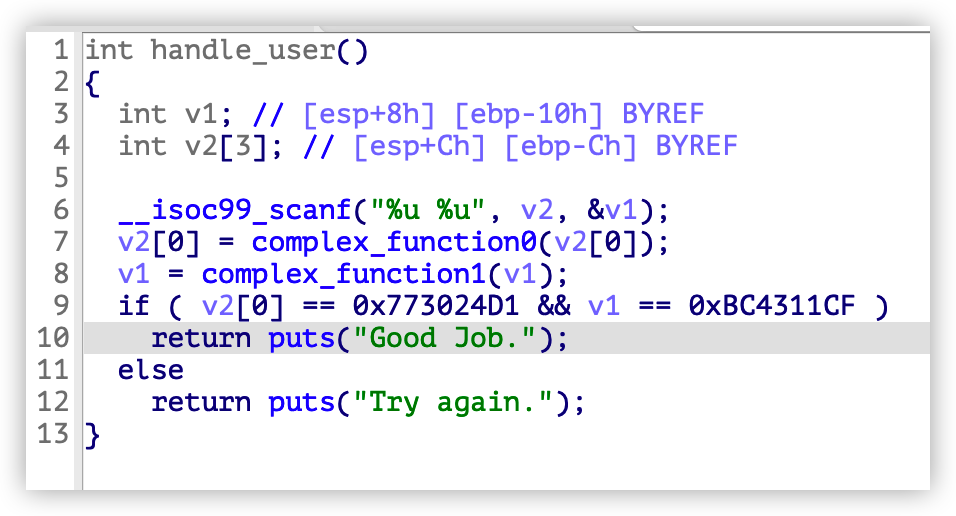 1 int handle_user()
2 {
3   int v1; // [esp+8h] [ebp-10h] BYREF
4   int v2[3]; // [esp+Ch] [ebp-Ch] BYREF
5
6   __isoc99_scanf("%u %u", v2, &v1);
7   v2[0] = complex_function0(v2[0]);
8   v1 = complex_function1(v1);
9   if ( v2[0] == 0x773024D1 && v1 == 0xBC4311CF )
10     return puts("Good Job.");
11   else
12     return puts("Try again.");
13 }